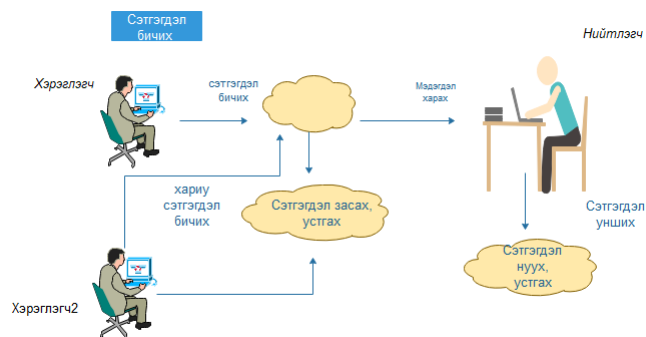 Сэтгэгдэл
бичих
Нийтлэгч
Хэрэглэгч
сэтгэгдэл
бичих
Мэдэгдэл
харах
хариу
сэтгэгдэл
бичих
Сэтгэгдэл засах,
устгах
Сэтгэгдэл
унших
Сэтгэгдэл
нуух,
устгах
Хэрэглэгч2